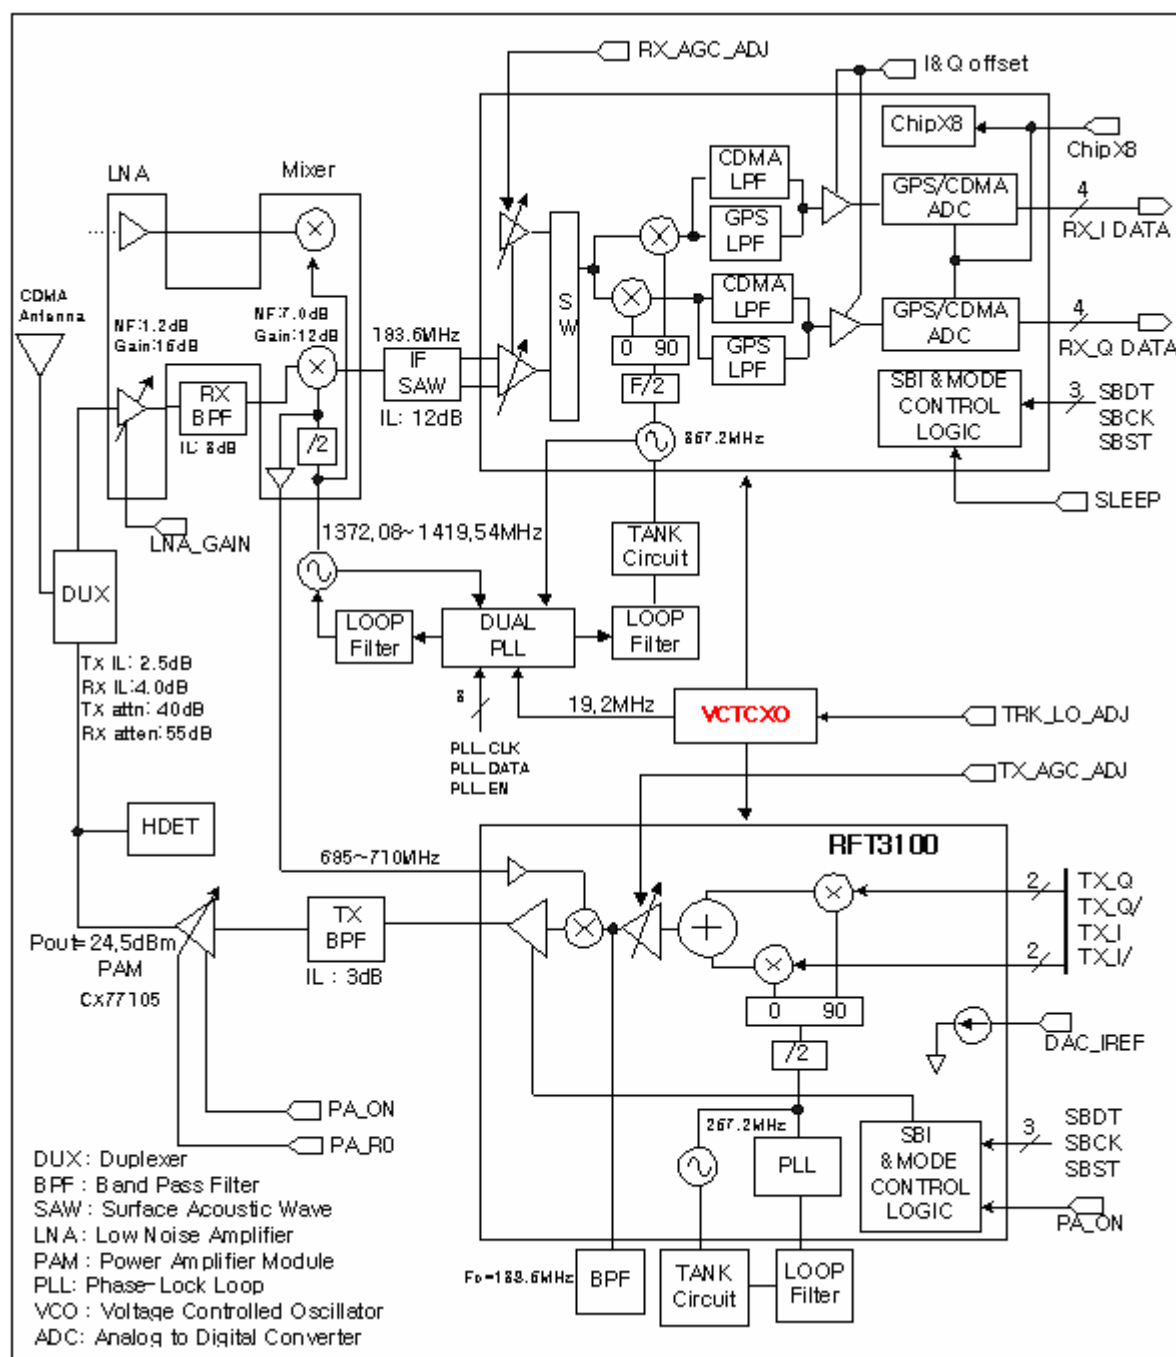 RX_AGC_ADJ
I&Q offset
ChipX8
ChipX8
LNA
Mixer
CDMA
LPF
GPS
LPF
GPS/CDMA
ADC
4
RX_I DATA
CDMA
Antenna
NF:1.2dB
Gain:16dB
NF:7.0dB
Gain:12dB
183.6MHz
IF
SAW
IL: 12dB
S
W
0 90
F/2
CDMA
LPF
GPS
LPF
GPS/CDMA
ADC
4
RX_Q DATA
RX
BPF
/2
SBI & MODE
CONTROL
LOGIC
3
SBDT
SBCK
SBST
SLEEP
LNA_GAIN
1372,08~1419,54MHz
TANK
Circuit
DUX
LOOP
Filter
DUAL
PLL
LOOP
Filter
Tx IL: 2.5dB
Rx IL:4.0dB
Tx attn: 40dB
Rx atten:55dB
19,2MHz
VCTCXO
TRK_LO_ADJ
PLL_CLK
PLL_DATA
PLL_EN
TX_AGC_ADJ
HDET
695~710MHz
RFT3100
2
TX_Q
TX_Q/
TX_I
TX_I/
2
Pout=24,5dBm
PAM
CX77105
TX
BPF
IL : 3dB
0 90
/2
DAC_IREF
PA_ON
PA_R0
267.2MHz
PLL
SBI
& MODE
CONTROL
LOGIC
3
SBDT
SBCK
SBST
PA_ON
BPF
TANK
Circuit
LOOP
Filter
DUX : Duplexer
BPF : Band Pass Filter
SAW : Surface Acoustic Wave
LNA : Low Noise Amplifier
PAM : Power Amplifier Module
PLL: Phase-Lock Loop
VCO : Voltage Controlled Oscillator
ADC: Analog to Digital Converter